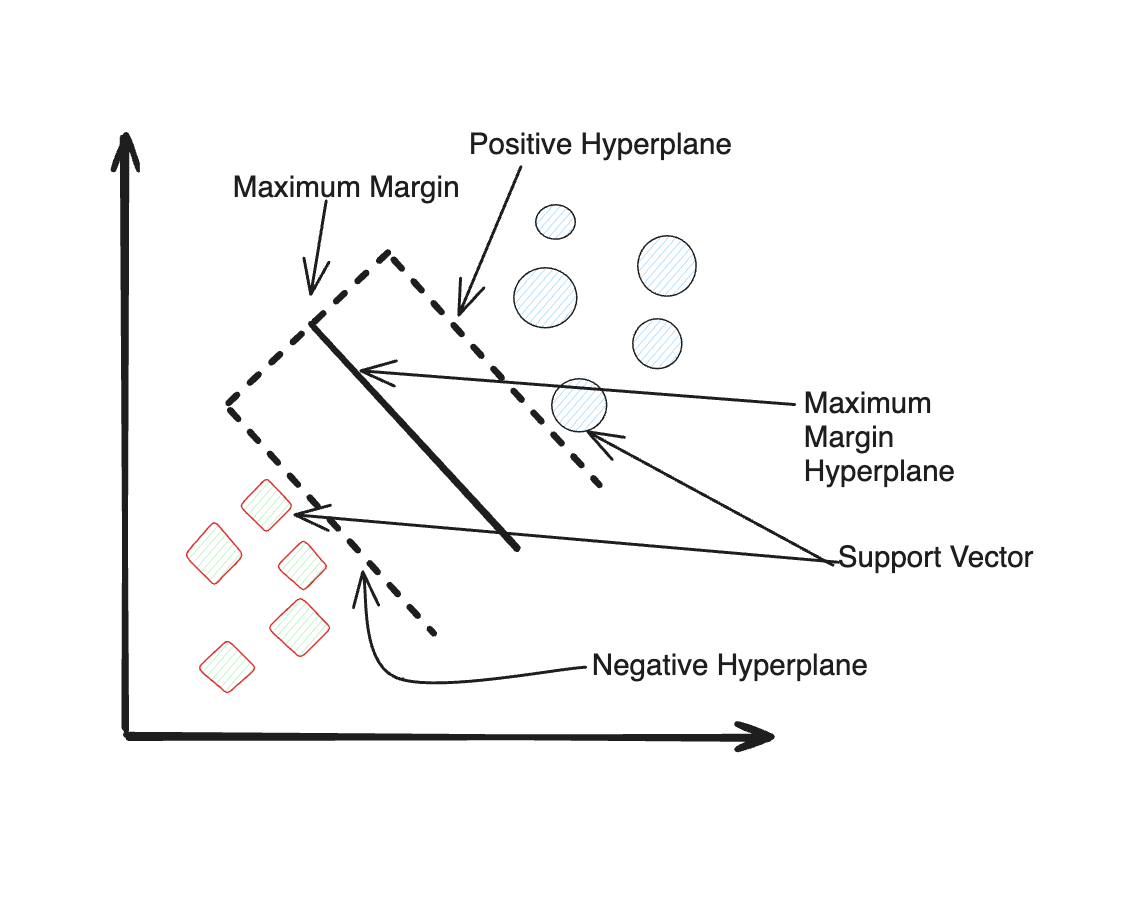 Positive Hyperplane
Maximum Margin
Maximum
Margin
Hyperplane
Support Vector
Negative Hyperplane